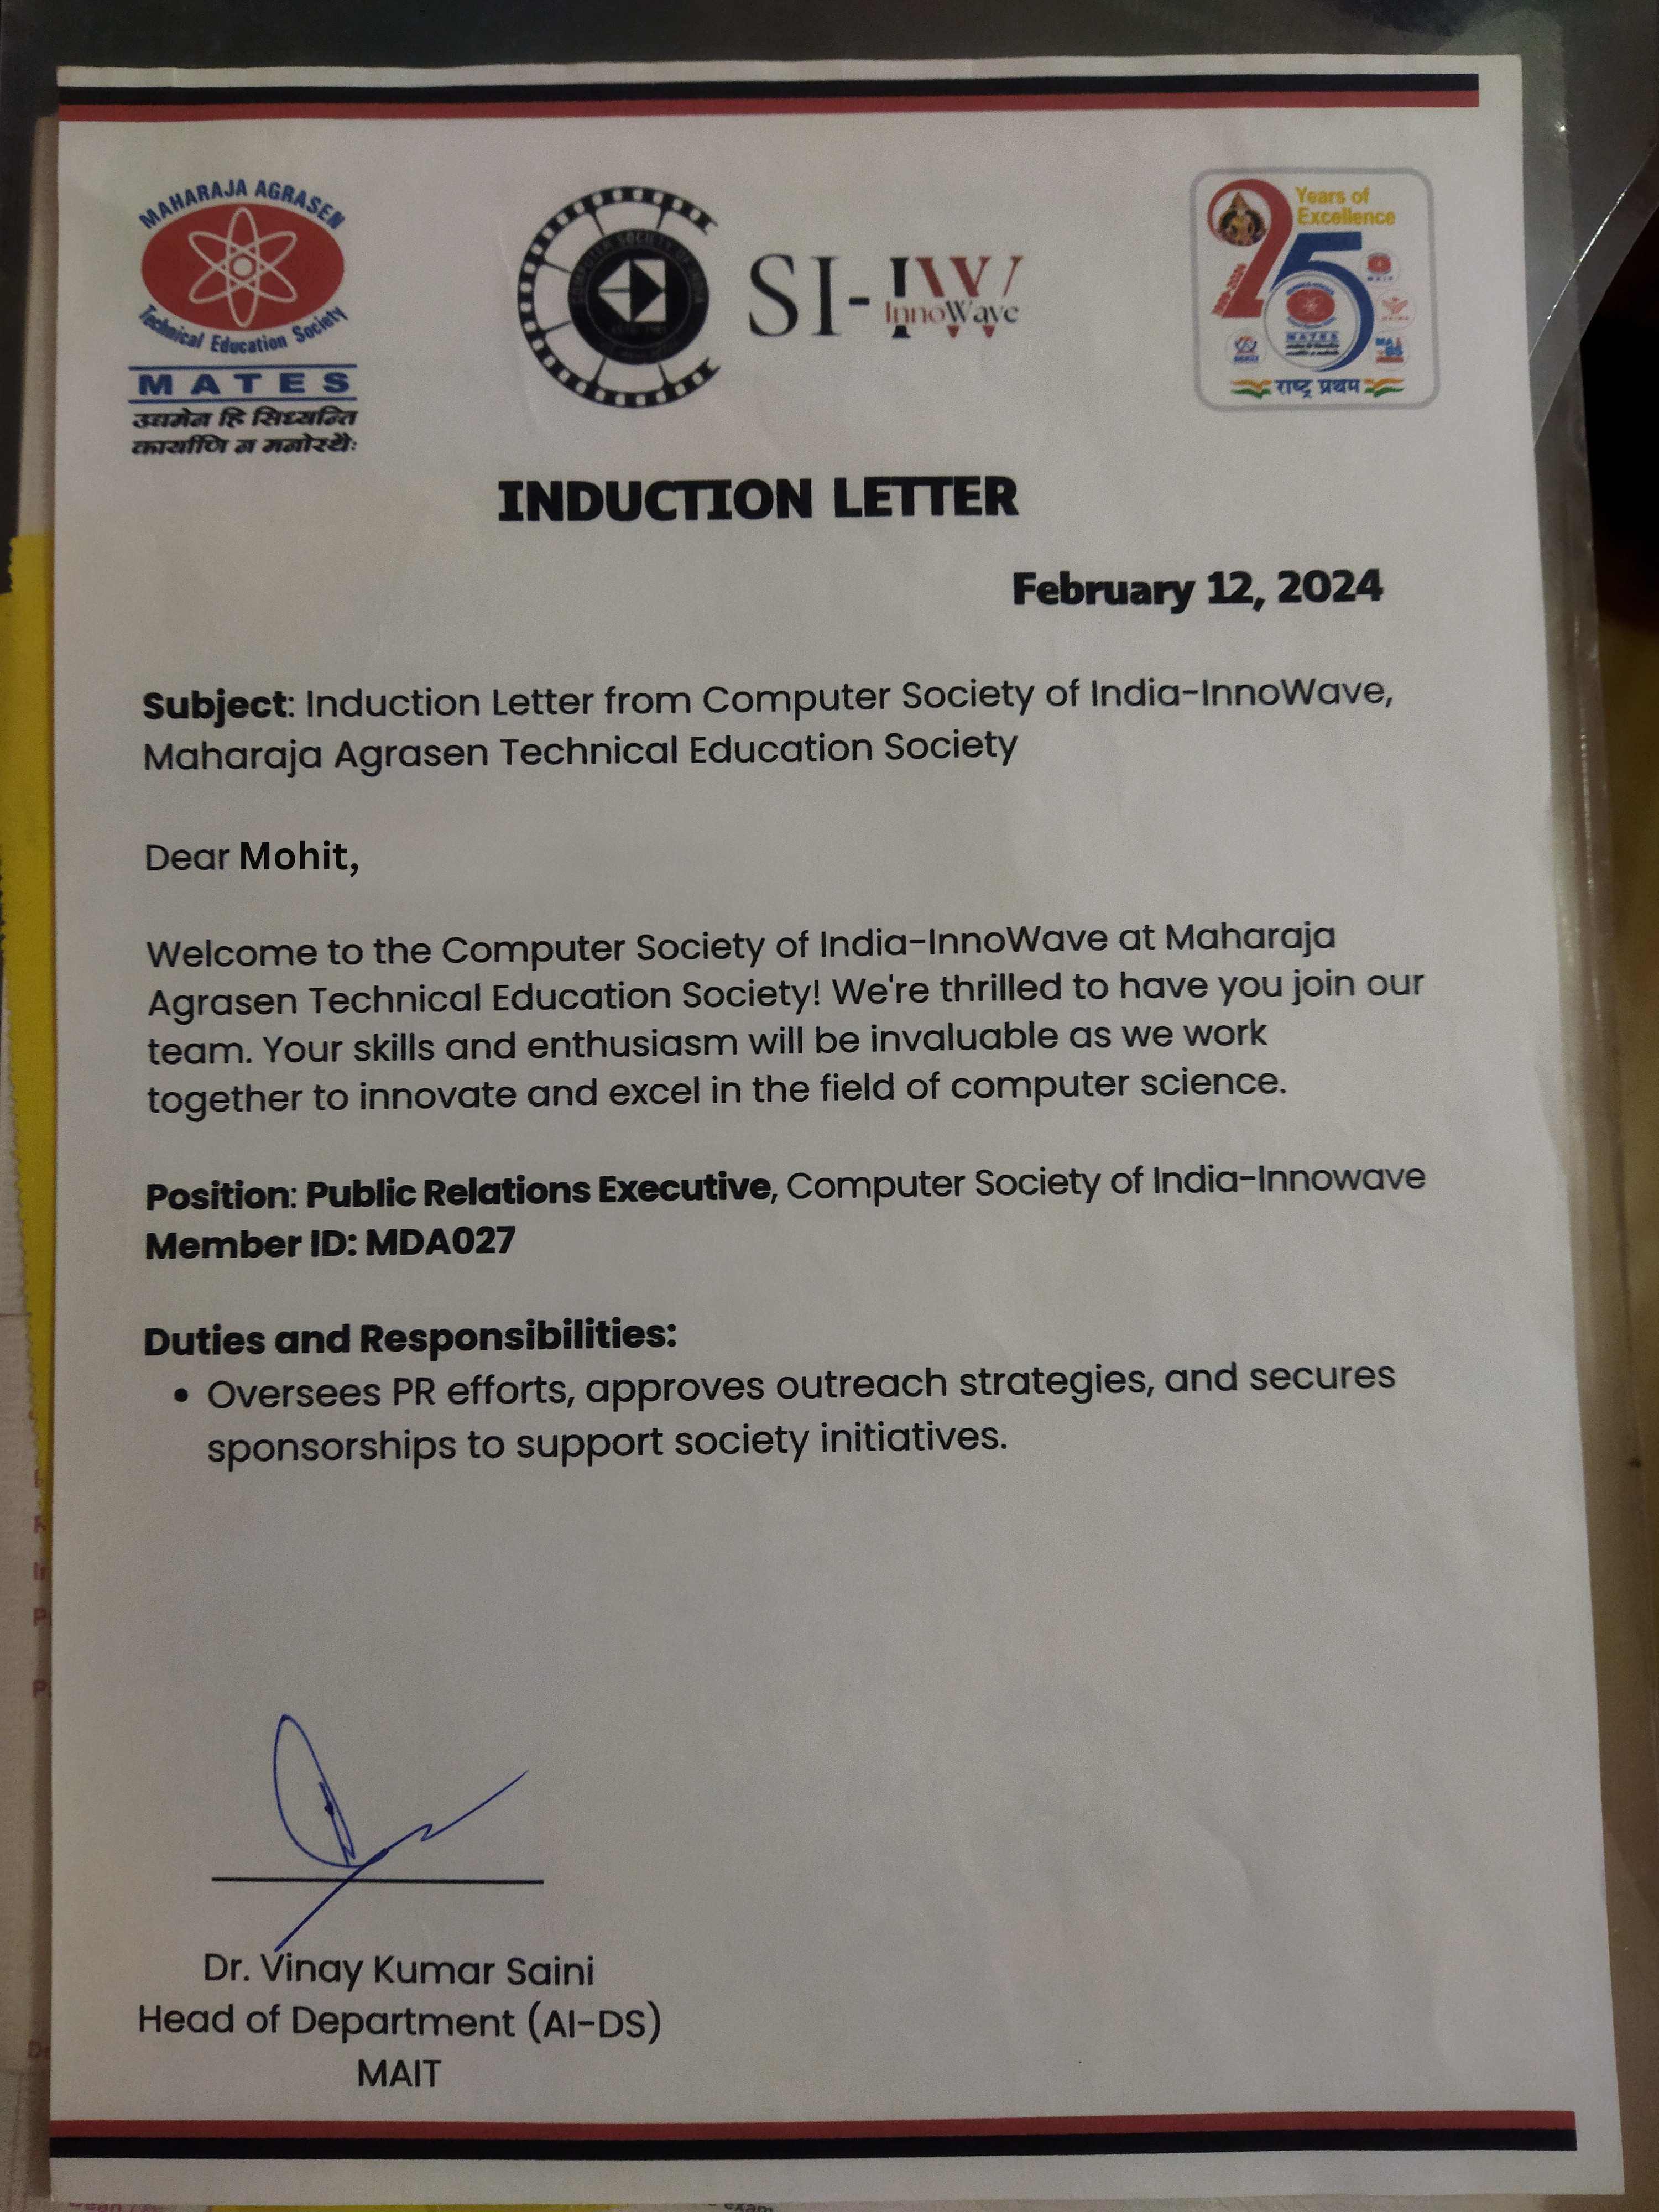 MAHARAJA AGRASEN
Technical Education Society
MATES
उद्यमेन हि सिध्यन्ति
कार्याणि न मनोरथैः
COMPUTER SOCIETY OF INDIA
SI-IW
InnoWave
25
Years of
Excellence
MATES
राष्ट्र प्रथम
INDUCTION LETTER
February 12, 2024
Subject: Induction Letter from Computer Society of India-InnoWave,
Maharaja Agrasen Technical Education Society
Dear Mohit,
Welcome to the Computer Society of India-InnoWave at Maharaja
Agrasen Technical Education Society! We're thrilled to have you join our
team. Your skills and enthusiasm will be invaluable as we work
together to innovate and excel in the field of computer science.
Position: Public Relations Executive, Computer Society of India-Innowave
Member ID: MDA027
Duties and Responsibilities:
• Oversees PR efforts, approves outreach strategies, and secures
sponsorships to support society initiatives.
Dr. Vinay Kumar Saini
Head of Department (AI-DS)
MAIT
exam